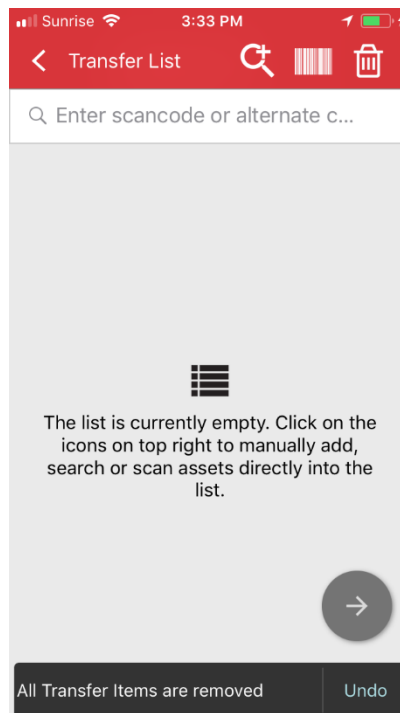 Sunrise 3:33 PM
Transfer List
Enter scancode or alternate c...
The list is currently empty. Click on the
icons on top right to manually add,
search or scan assets directly into the
list.
All Transfer Items are removed Undo